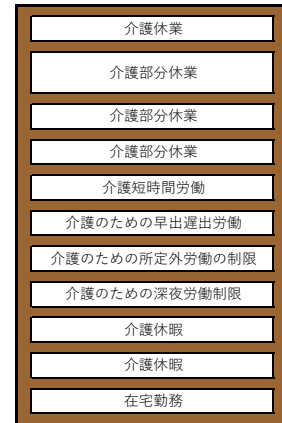 介護休業
介護部分休業
介護部分休業
介護部分休業
介護短時間労働
介護のための早出遅出労働
介護のための所定外労働の制限
介護のための深夜労働制限
介護休暇
介護休暇
在宅勤務